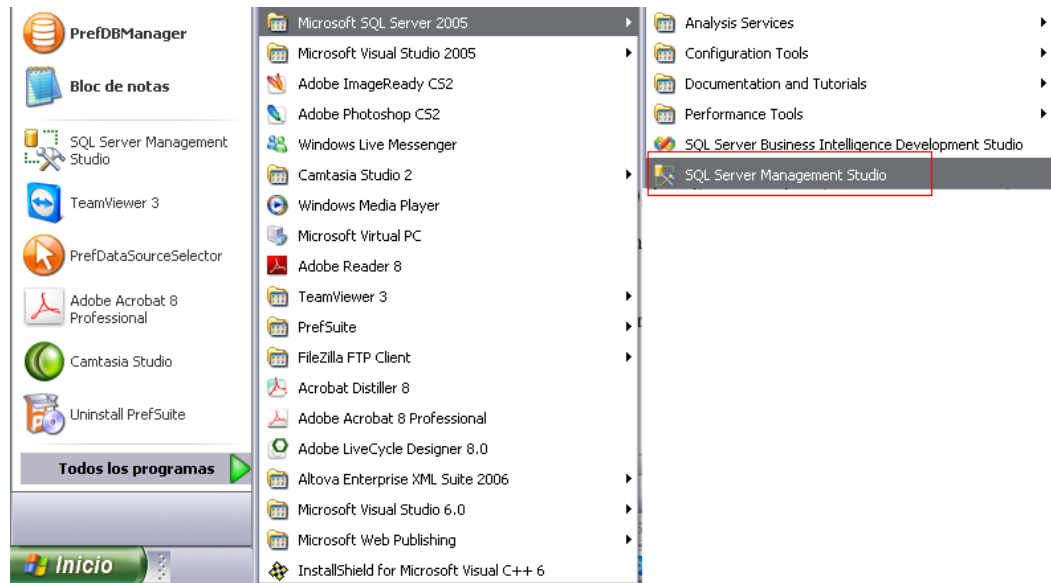 PrefDBManager
Bloc de notas
SQL Server Management
Studio
TeamViewer 3
PrefDataSourceSelector
Adobe Acrobat 8
Professional
Camtasia Studio
Uninstall PrefSuite
Todos los programas
Inicio
Microsoft SQL Server 2005
Microsoft Visual Studio 2005
Adobe ImageReady CS2
Adobe Photoshop CS2
Windows Live Messenger
Camtasia Studio 2
Windows Media Player
Microsoft Virtual PC
Adobe Reader 8
TeamViewer 3
PrefSuite
FileZilla FTP Client
Acrobat Distiller 8
Adobe Acrobat 8 Professional
Adobe LiveCycle Designer 8.0
Altova Enterprise XML Suite 2006
Microsoft Visual Studio 6.0
Microsoft Web Publishing
InstallShield for Microsoft Visual C++ 6
Analysis Services
Configuration Tools
Documentation and Tutorials
Performance Tools
SQL Server Business Intelligence Development Studio
SQL Server Management Studio